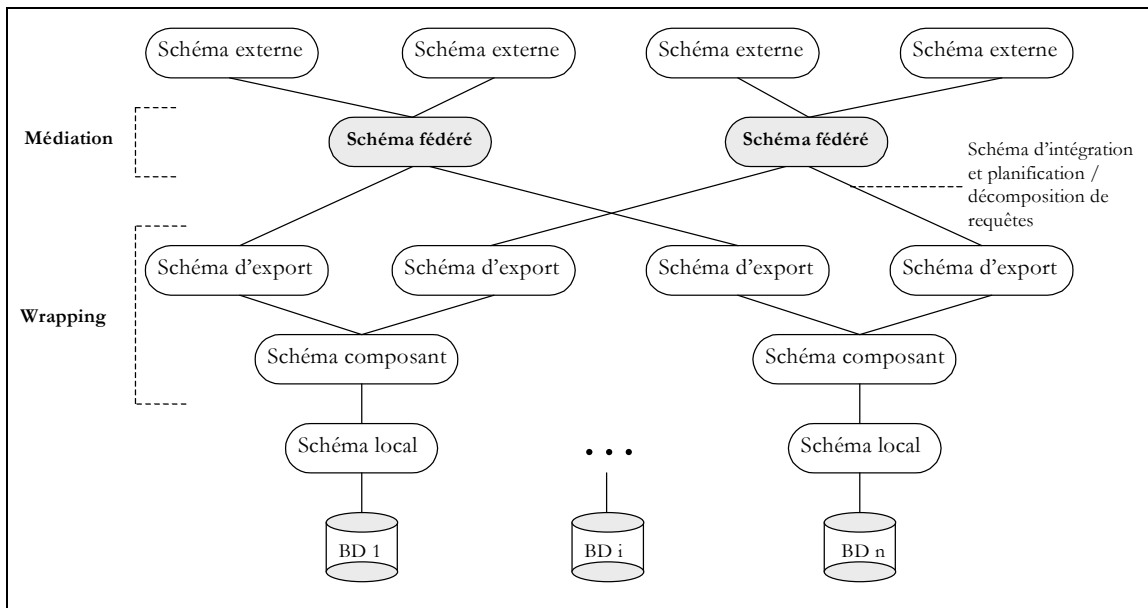 Schéma externe
Schéma externe
Schéma externe
Schéma externe
Médiation
Schéma fédéré
Schéma fédéré
Schéma d'intégration
et planification /
décomposition de
requêtes
Schéma d'export
Schéma d'export
Schéma d'export
Schéma d'export
Wrapping
Schéma composant
Schéma composant
Schéma local
...
Schéma local
BD 1
BD i
BD n